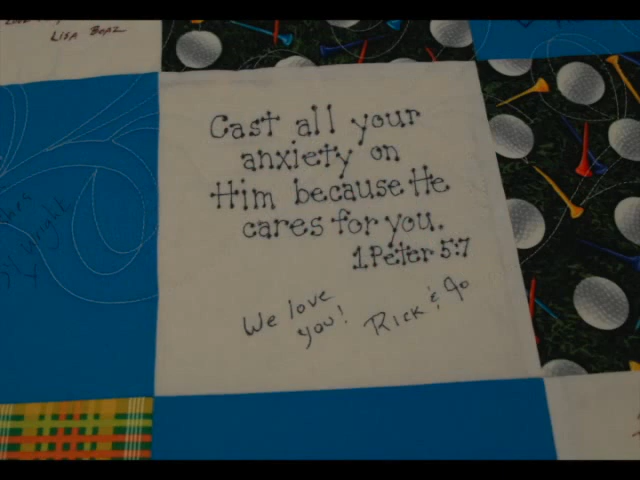 Lisa Boaz
Cast all your
anxiety on
Him because He
cares for you.
1 Peter 5:7
We love
you!
Rick & Jo
Wright